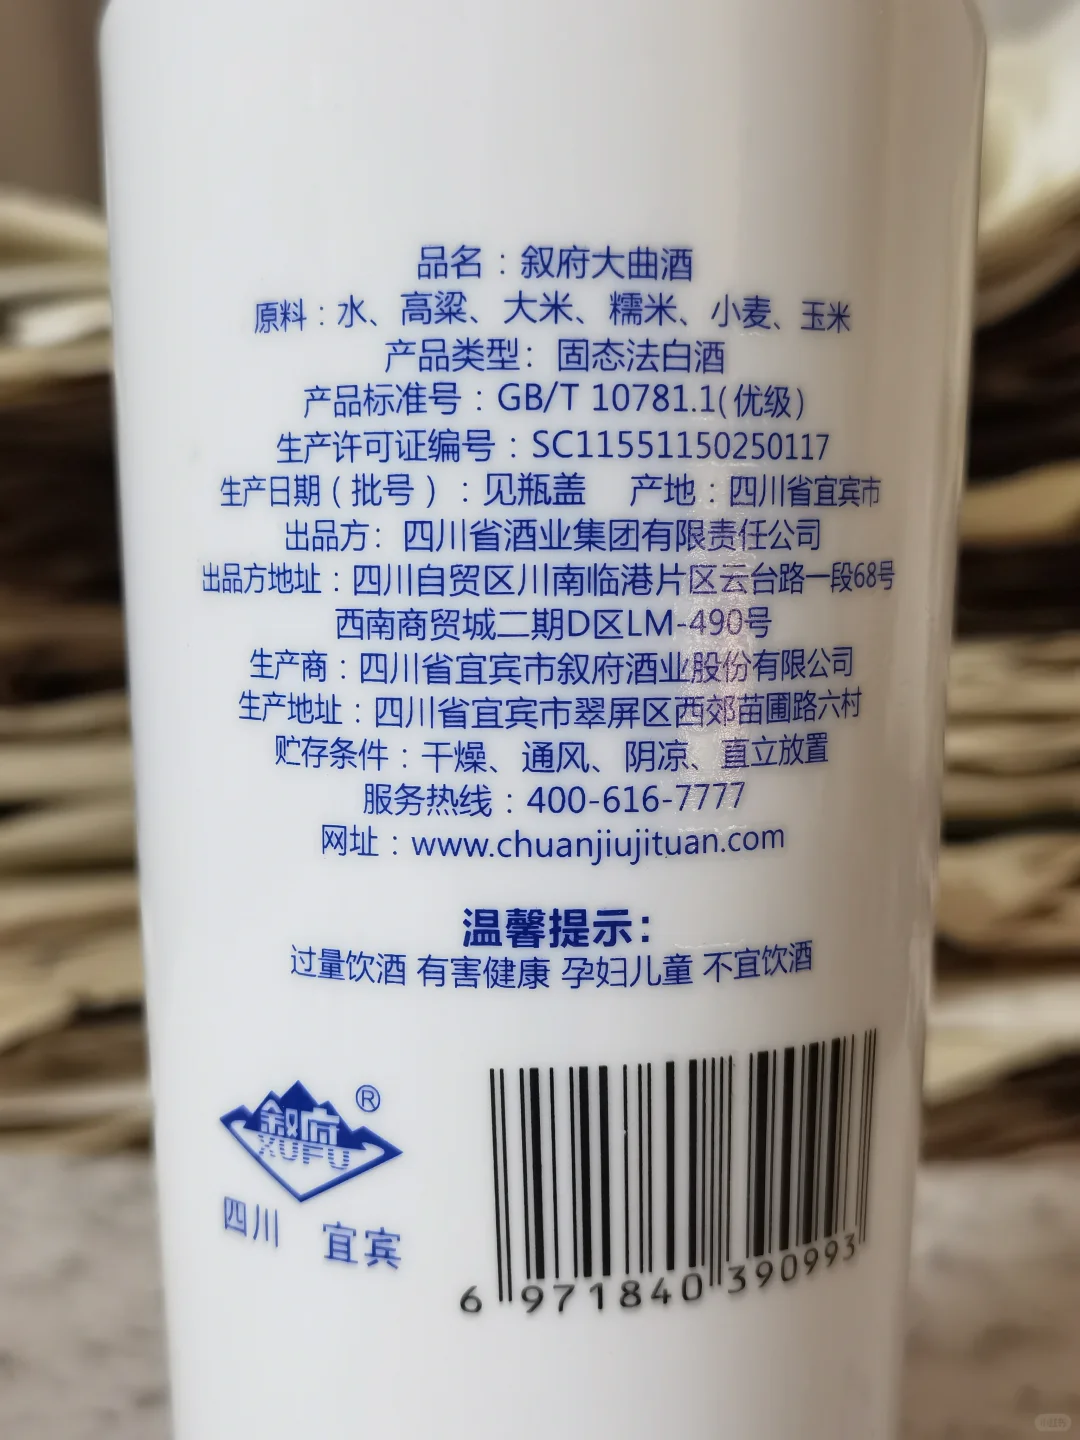 品名：叙府大曲酒
原料：水、高粱、大米、糯米、小麦、玉米
产品类型：固态法白酒
产品标准号：GB/T 10781.1(优级)
生产许可证编号：SC11551150250117
生产日期（批号）：见瓶盖 产地：四川省宜宾市
出品方：四川省酒业集团有限责任公司
出品方地址：四川自贸区川南临港片区云台路一段68号
西南商贸城二期D区LM-490号
生产商：四川省宜宾市叙府酒业股份有限公司
生产地址：四川省宜宾市翠屏区西郊苗圃路六村
贮存条件：干燥、通风、阴凉、直立放置
服务热线：400-616-7777
网址：www.chuanjiujituan.com
温馨提示：
过量饮酒 有害健康 孕妇儿童 不宜饮酒
叙府®
XUFU
四川 宜宾
6 971840 390993